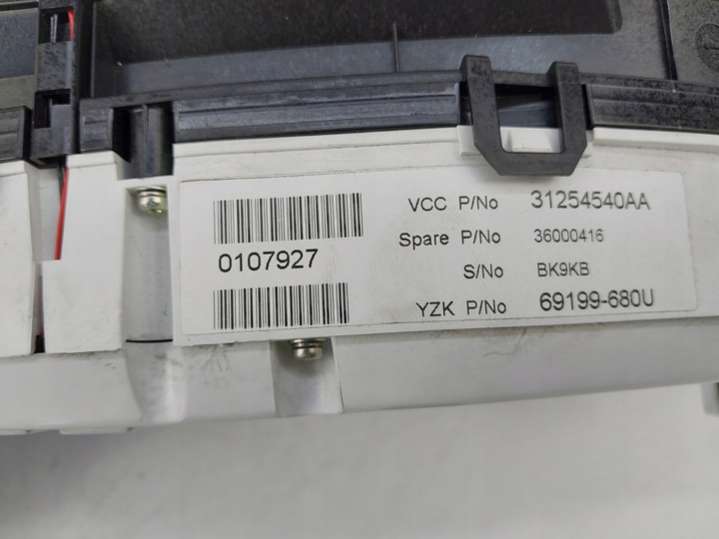 VCC P/No 31254540AA
Spare P/No 36000416
0107927
S/No BK9KB
YZK P/No 69199-680U